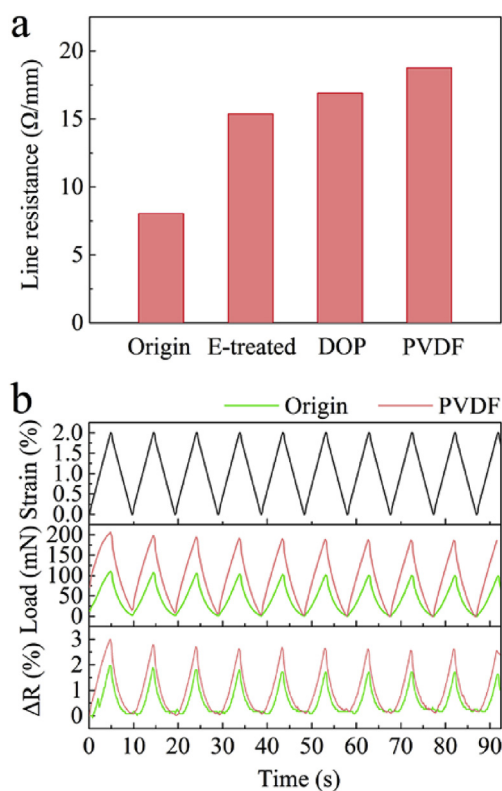 a
Line resistance (Ω/mm)
20
15
10
5
0
Origin E-treated DOP PVDF
b
Origin PVDF
Strain (%)
2.0
1.5
1.0
0.5
0.0
Load (mN)
200
150
100
50
0
ΔR (%)
3
2
1
0
0 10 20 30 40 50 60 70 80 90
Time (s)